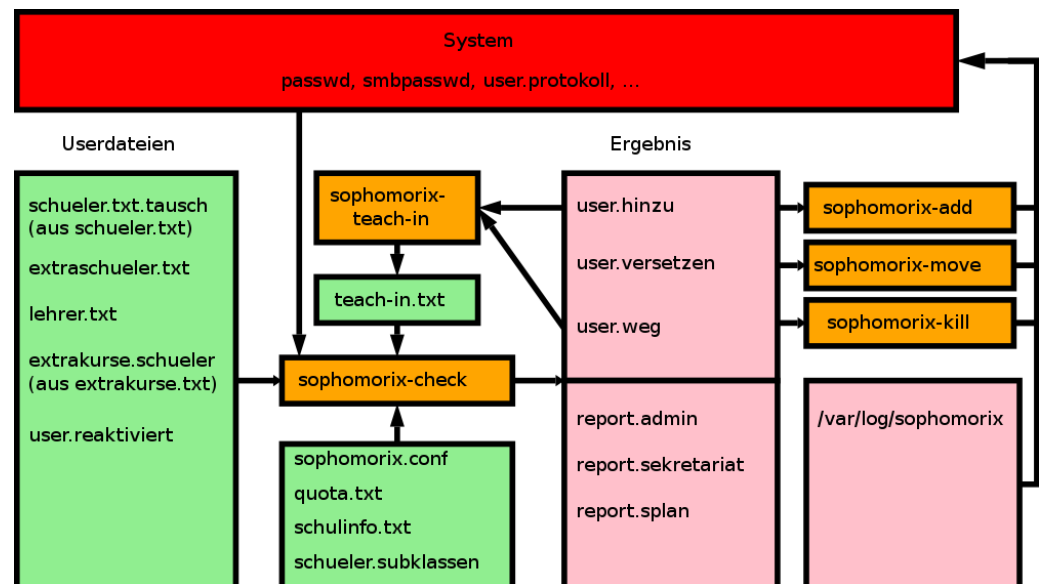 System
passwd, smbpasswd, user.protokoll, ...
Userdateien
Ergebnis
schueler.txt.tausch
(aus schueler.txt)
extraschueler.txt
lehrer.txt
extrakurse.schueler
(aus extrakurse.txt)
user.reaktiviert
sophomorix-
teach-in
teach-in.txt
sophomorix-check
sophomorix.conf
quota.txt
schulinfo.txt
schueler.subklassen
user.hinzu
user.versetzen
user.weg
report.admin
report.sekretariat
report.splan
sophomorix-add
sophomorix-move
sophomorix-kill
/var/log/sophomorix